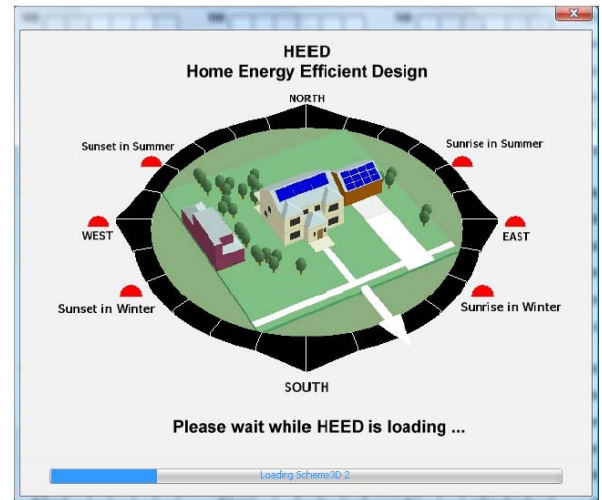 HEED
Home Energy Efficient Design
NORTH
Sunset in Summer
Sunrise in Summer
WEST
EAST
Sunset in Winter
Sunrise in Winter
SOUTH
Please wait while HEED is loading ...
Loading Scheme3D 2